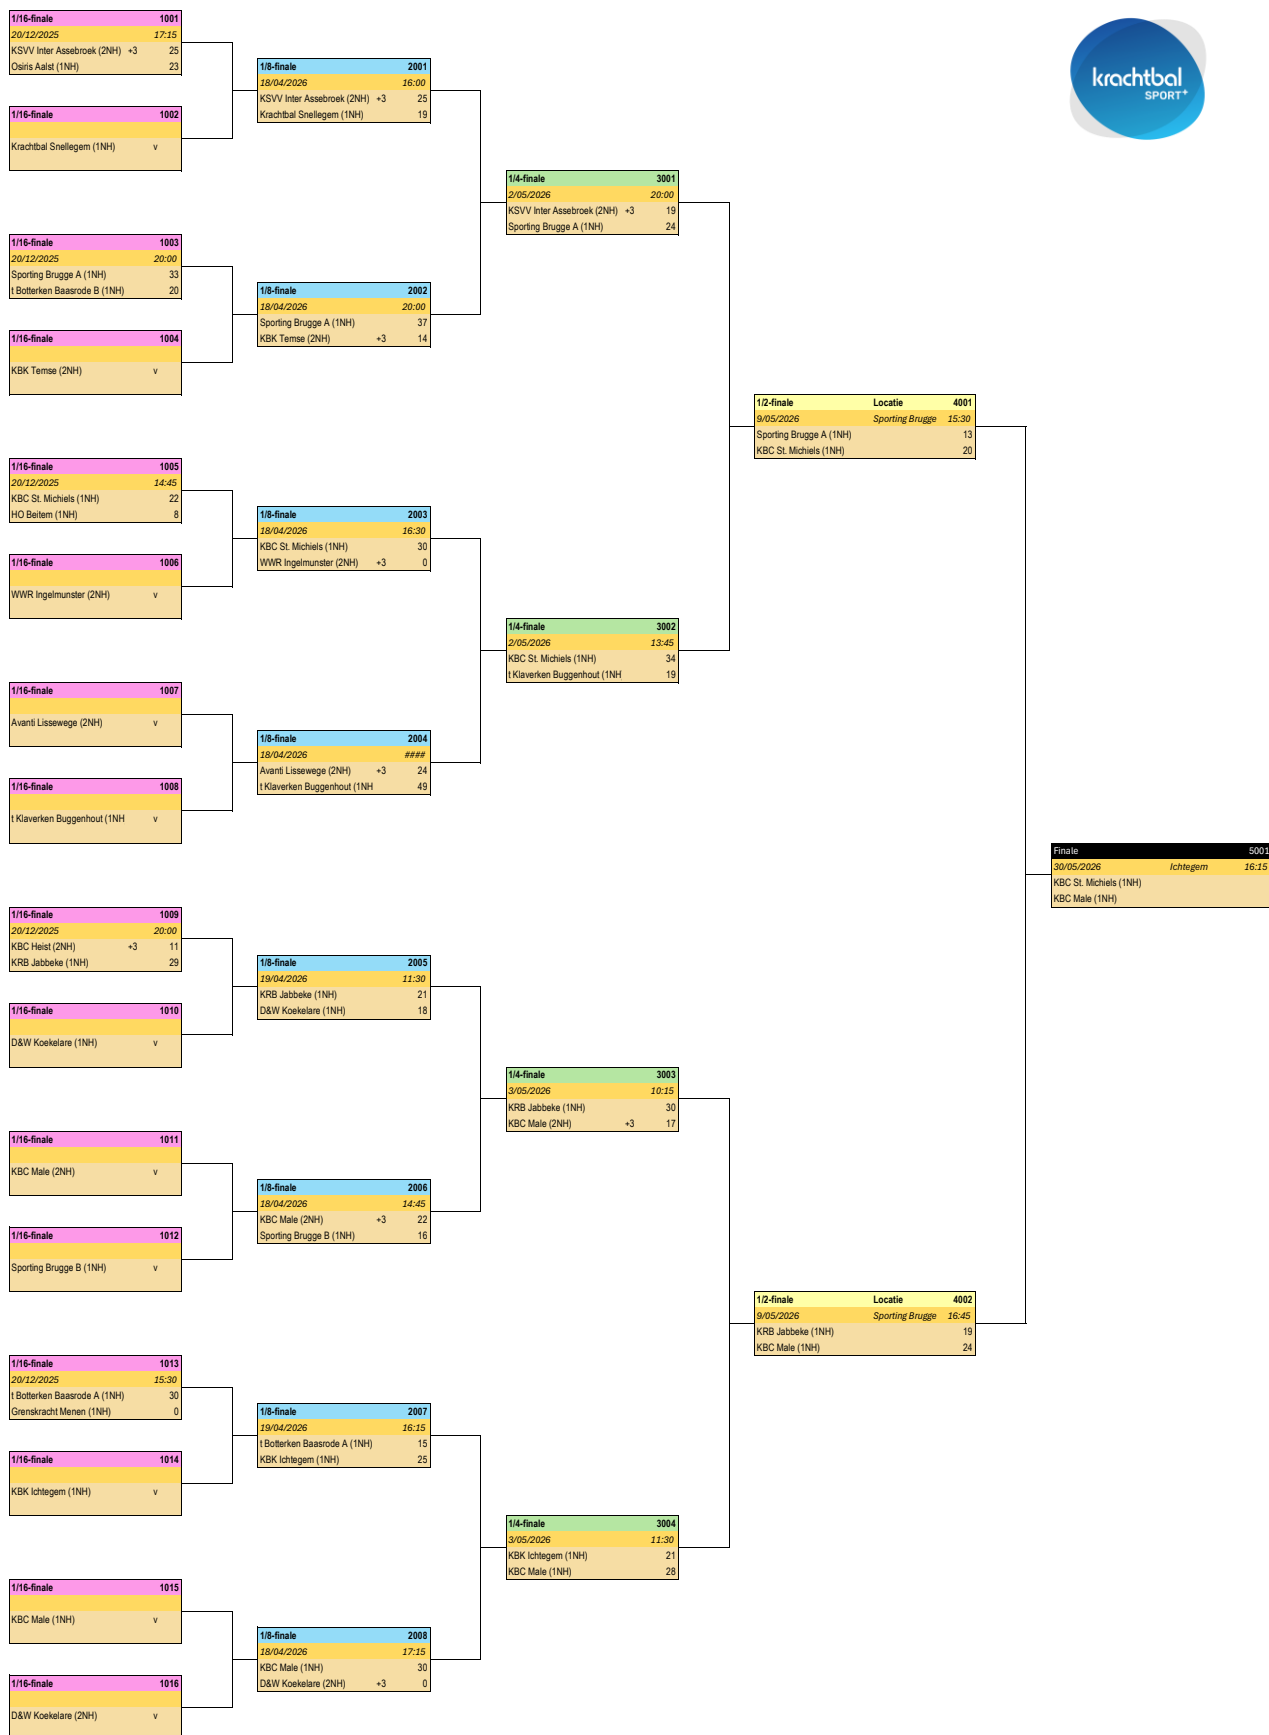 1/16-finale 1001
20/12/2025 17:15
KSVV Inter Assebroek (2NH) +3 25
Osiris Aalst (1NH) 23
1/16-finale 1002
Krachtbal Snellegem (1NH) v
1/16-finale 1003
20/12/2025 20:00
Sporting Brugge A (1NH) 33
t Botterken Baasrode B (1NH) 20
1/16-finale 1004
KBK Temse (2NH) v
1/16-finale 1005
20/12/2025 14:45
KBC St. Michiels (1NH) 22
HO Beitem (1NH) 8
1/16-finale 1006
WWR Ingelmunster (2NH) v
1/16-finale 1007
Avanti Lissewege (2NH) v
1/16-finale 1008
t Klaverken Buggenhout (1NH v
1/16-finale 1009
20/12/2025 20:00
KBC Heist (2NH) +3 11
KRB Jabbeke (1NH) 29
1/16-finale 1010
D&W Koekelare (1NH) v
1/16-finale 1011
KBC Male (2NH) v
1/16-finale 1012
Sporting Brugge B (1NH) v
1/16-finale 1013
20/12/2025 15:30
t Botterken Baasrode A (1NH) 30
Grenskracht Menen (1NH) 0
1/16-finale 1014
KBK Ichtegem (1NH) v
1/16-finale 1015
KBC Male (1NH) v
1/16-finale 1016
D&W Koekelare (2NH) v
1/8-finale 2001
18/04/2026 16:00
KSVV Inter Assebroek (2NH) +3 25
Krachtbal Snellegem (1NH) 19
1/8-finale 2002
18/04/2026 20:00
Sporting Brugge A (1NH) 37
KBK Temse (2NH) +3 14
1/8-finale 2003
18/04/2026 16:30
KBC St. Michiels (1NH) 30
WWR Ingelmunster (2NH) +3 0
1/8-finale 2004
18/04/2026 ####
Avanti Lissewege (2NH) +3 24
t Klaverken Buggenhout (1NH 49
1/8-finale 2005
19/04/2026 11:30
KRB Jabbeke (1NH) 21
D&W Koekelare (1NH) 18
1/8-finale 2006
18/04/2026 14:45
KBC Male (2NH) +3 22
Sporting Brugge B (1NH) 16
1/8-finale 2007
19/04/2026 16:15
t Botterken Baasrode A (1NH) 15
KBK Ichtegem (1NH) 25
1/8-finale 2008
18/04/2026 17:15
KBC Male (1NH) 30
D&W Koekelare (2NH) +3 0
1/4-finale 3001
2/05/2026 20:00
KSVV Inter Assebroek (2NH) +3 19
Sporting Brugge A (1NH) 24
1/4-finale 3002
2/05/2026 13:45
KBC St. Michiels (1NH) 34
t Klaverken Buggenhout (1NH 19
1/4-finale 3003
3/05/2026 10:15
KRB Jabbeke (1NH) 30
KBC Male (2NH) +3 17
1/4-finale 3004
3/05/2026 11:30
KBK Ichtegem (1NH) 21
KBC Male (1NH) 28
1/2-finale Locatie 4001
9/05/2026 Sporting Brugge 15:30
Sporting Brugge A (1NH) 13
KBC St. Michiels (1NH) 20
1/2-finale Locatie 4002
9/05/2026 Sporting Brugge 16:45
KRB Jabbeke (1NH) 19
KBC Male (1NH) 24
krachtbal
SPORT+
Finale 5001
30/05/2026 Ichtegem 16:15
KBC St. Michiels (1NH)
KBC Male (1NH)